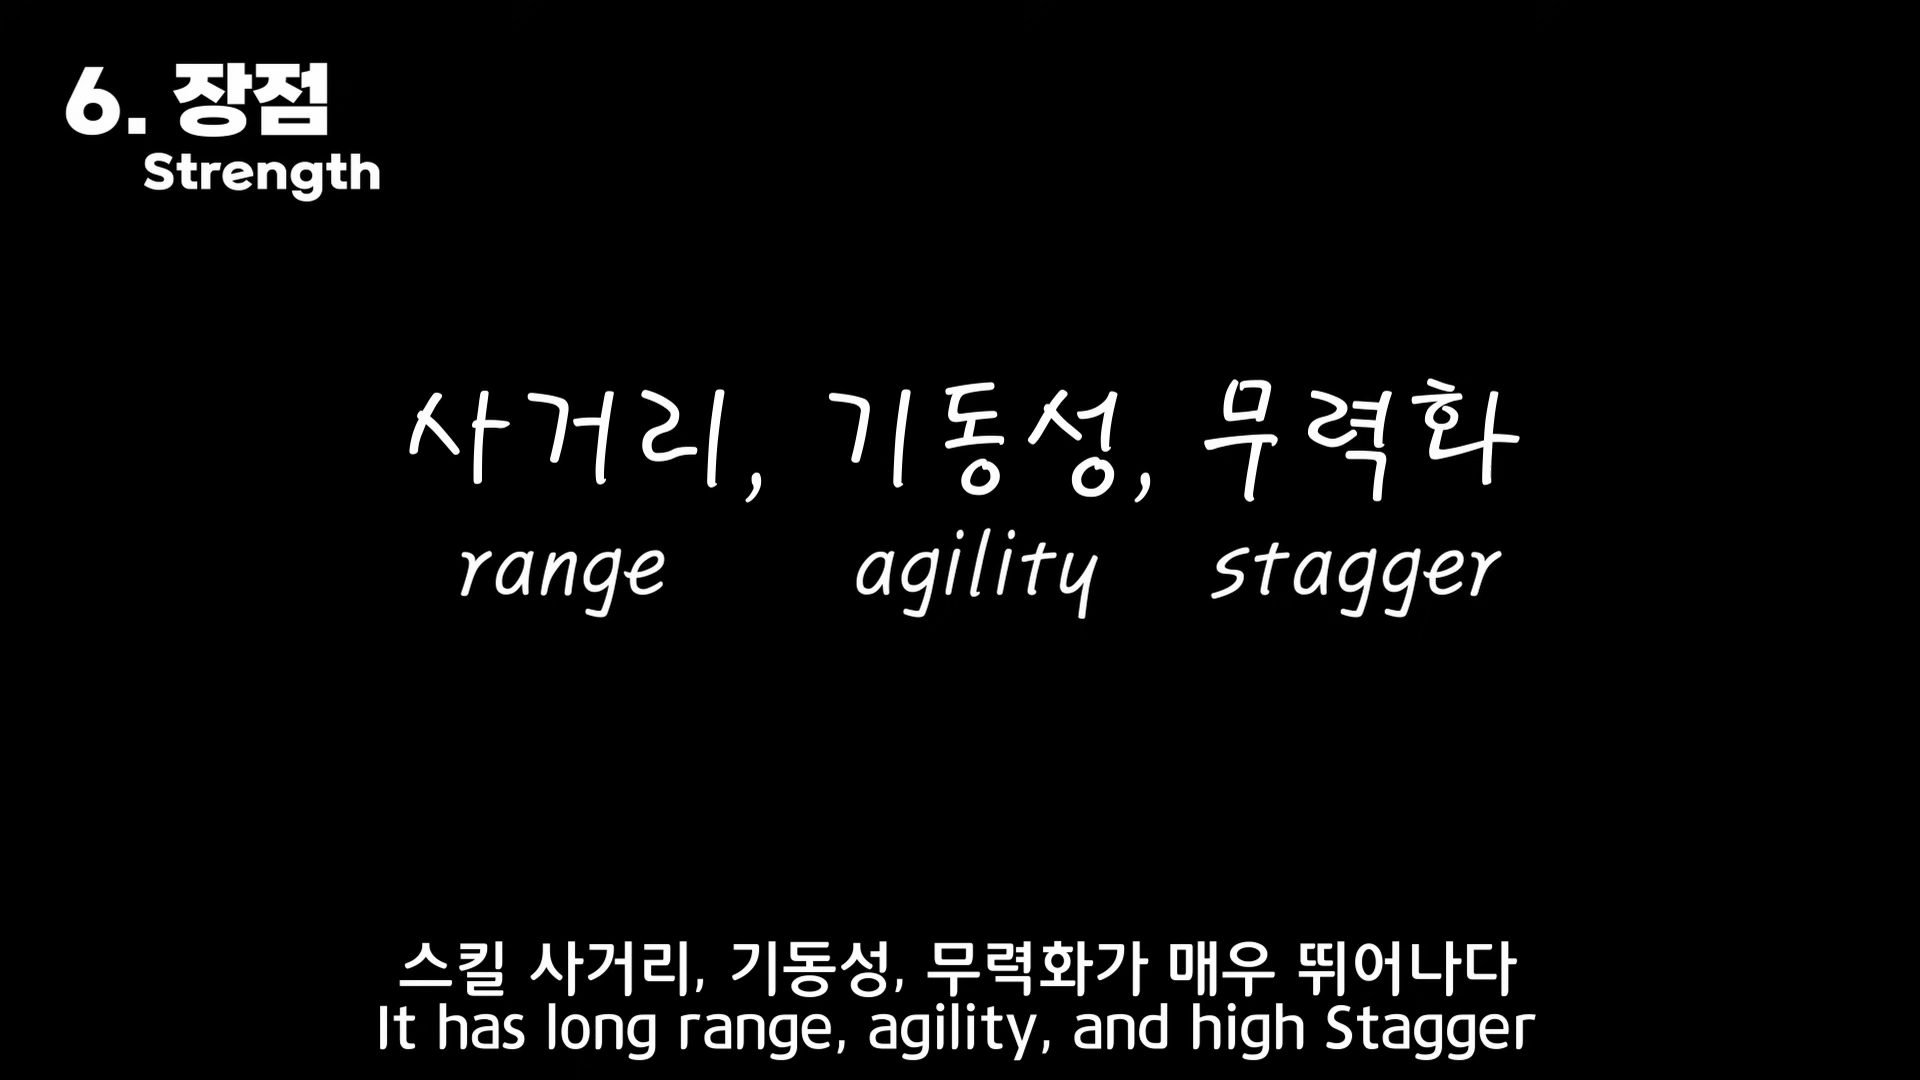 6. 장점
Strength
사거리, 기동성, 무력화
range agility stagger
스킬 사거리, 기동성, 무력화가 매우 뛰어나다
It has long range, agility, and high Stagger